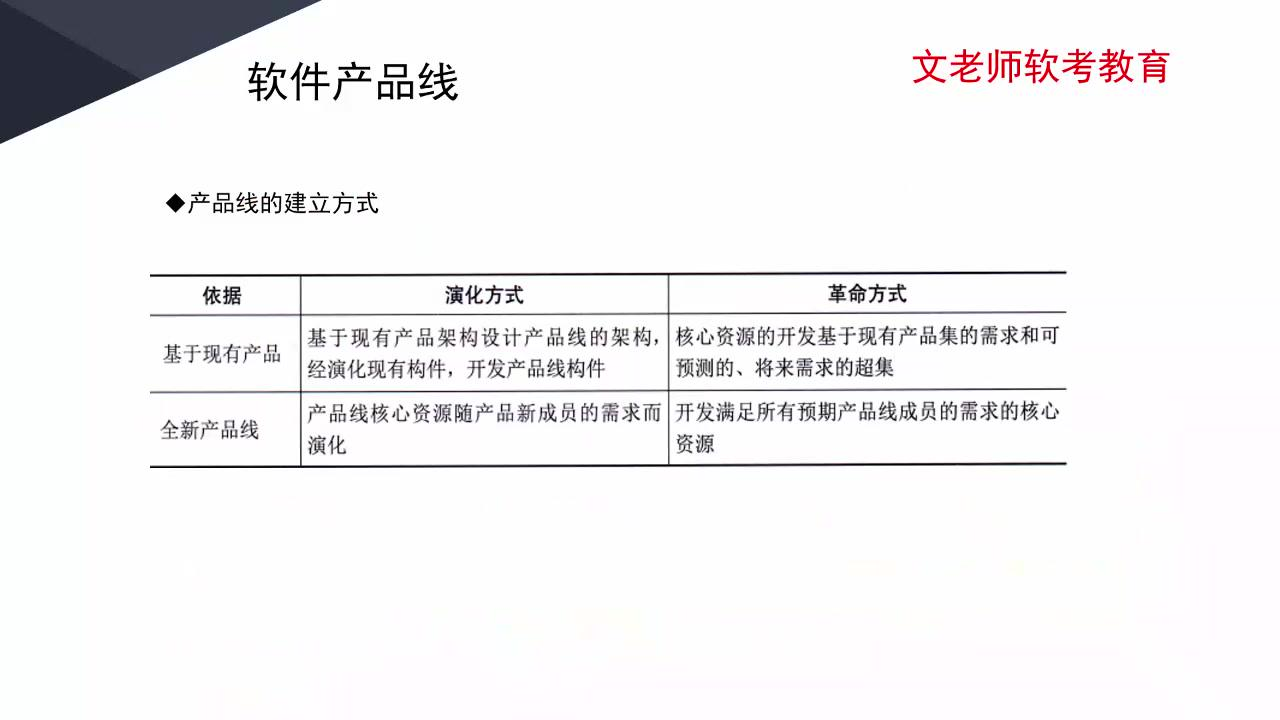 软件产品线
文老师软考教育
◆产品线的建立方式
依据 演化方式 革命方式
基于现有产品
基于现有产品架构设计产品线的架构，
经演化现有构件，开发产品线构件
核心资源的开发基于现有产品集的需求和可
预测的、将来需求的超集
全新产品线
产品线核心资源随产品新成员的需求而
演化
开发满足所有预期产品线成员的需求的核心
资源